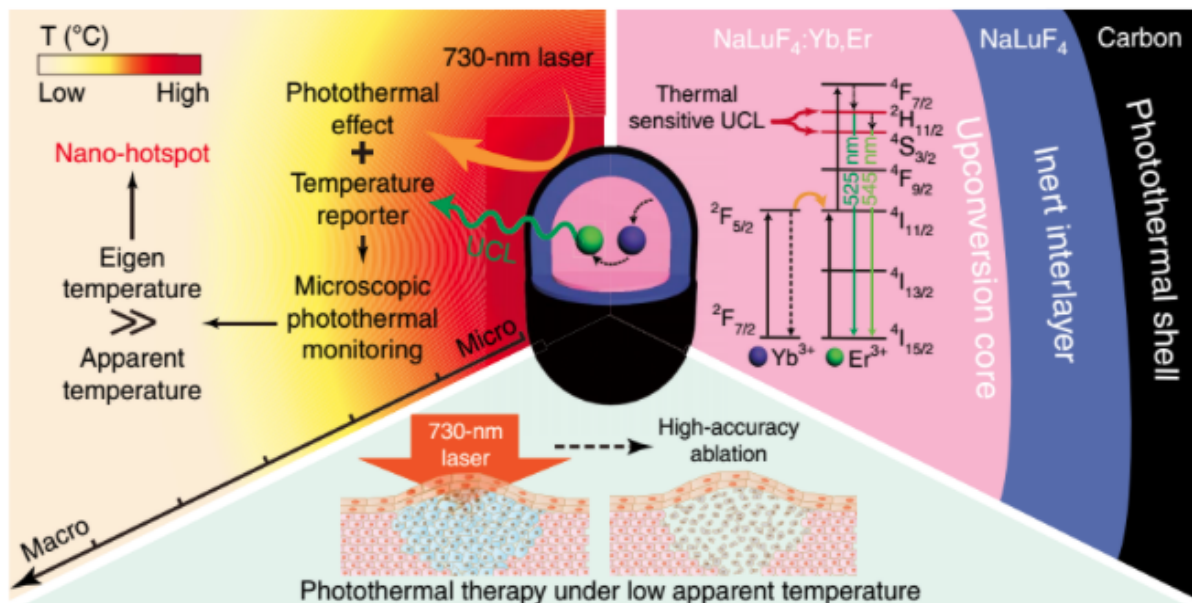 T (°C)
Low High
730-nm laser
Photothermal
effect
+
Temperature
reporter
Microscopic
photothermal
monitoring
Nano-hotspot
Eigen
temperature
>>
Apparent
temperature
UCL
Micro
Macro
NaLuF₄:Yb,Er
NaLuF₄
Carbon
Thermal
sensitive UCL
⁴F₇/₂
²H₁₁/₂
⁴S₃/₂
⁴F₉/₂
⁴I₁₁/₂
⁴I₁₃/₂
⁴I₁₅/₂
²F₅/₂
²F₇/₂
525 nm
545 nm
Yb³⁺
Er³⁺
Upconversion core
Inert interlayer
Photothermal shell
730-nm
laser
High-accuracy
ablation
Photothermal therapy under low apparent temperature